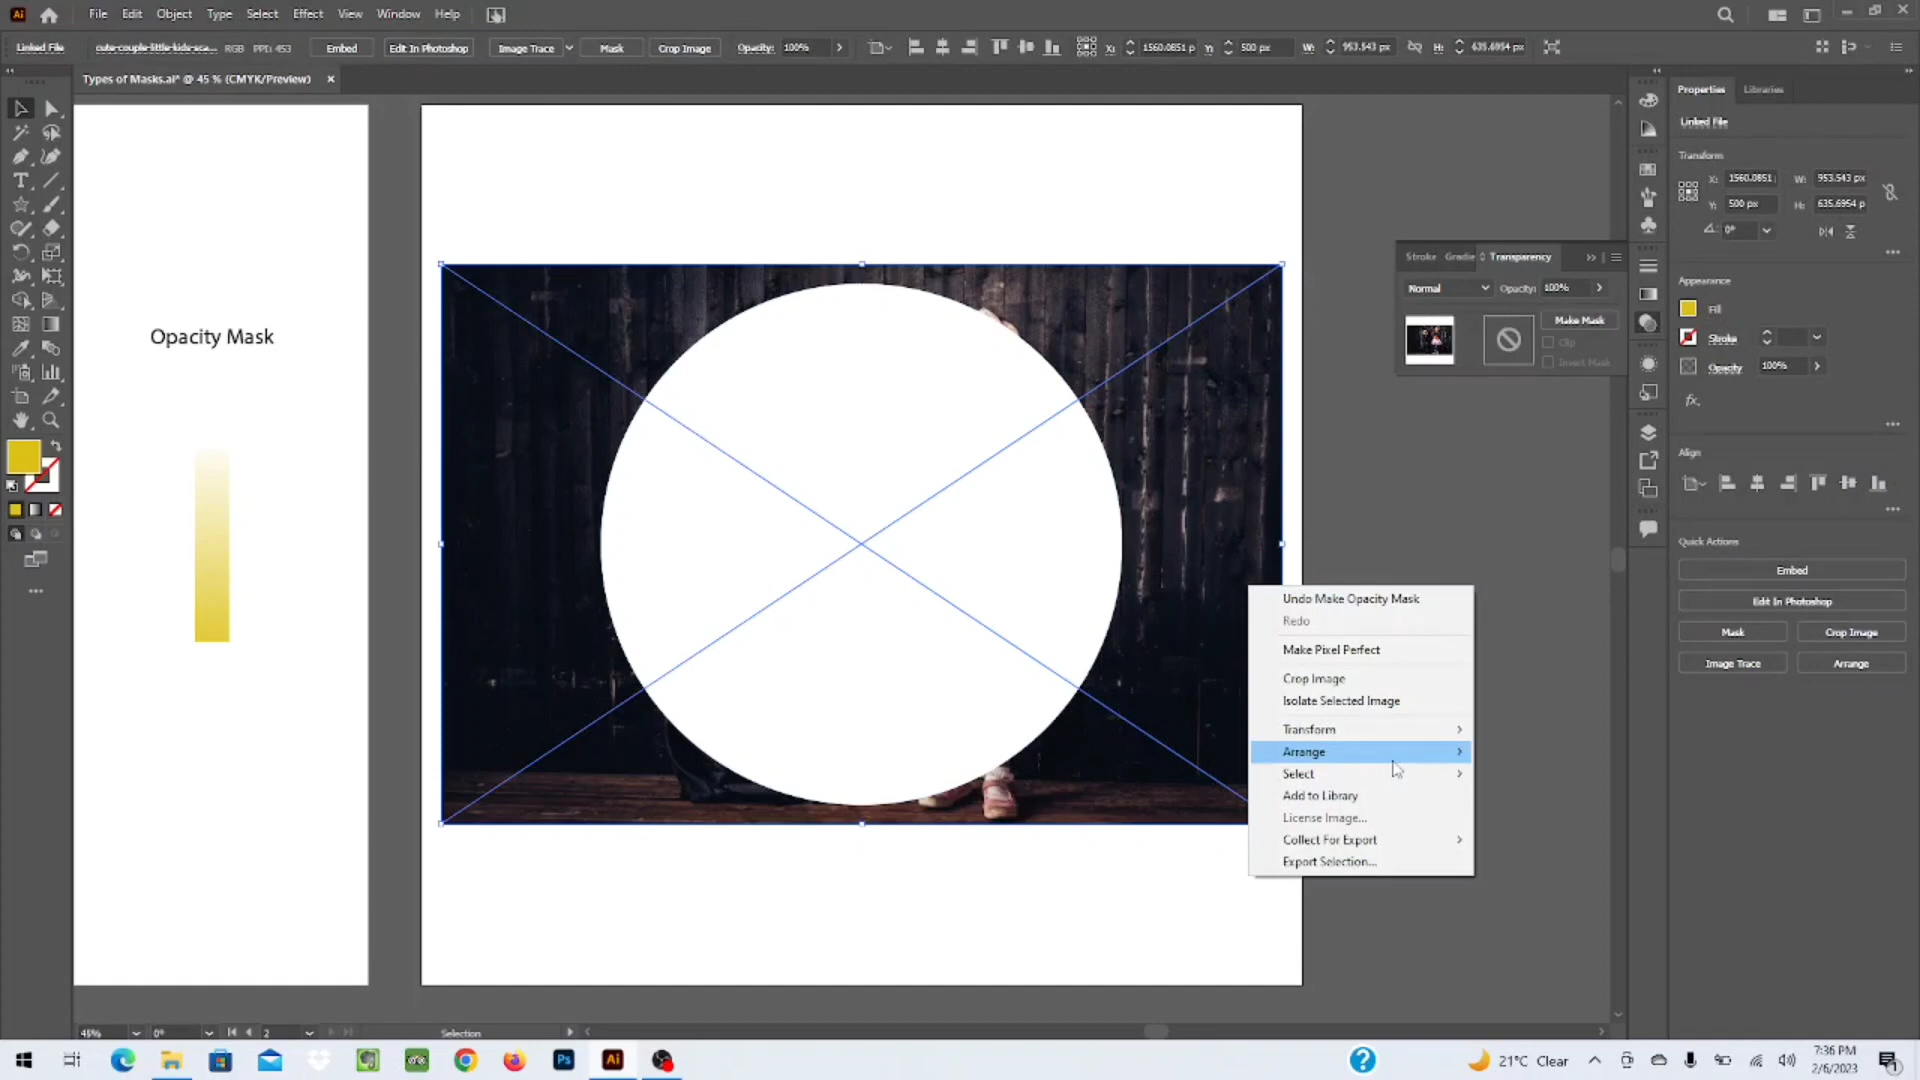 File Edit Object Type Select Effect View Window Help
Linked File cute-couple-little-kids-sca... RGB PPI: 453 Embed Edit In Photoshop Image Trace Mask Crop Image Opacity: 100% X: 1560.0851 p Y: 500 px W: 953.543 px H: 635.6954 px
Types of Masks.ai* @ 45 % (CMYK/Preview) ×
Properties Libraries
Linked File
Transform
X: 1560.0851 W: 953.543 px
Y: 500 px H: 635.6954 p
0°
Stroke Gradie Transparency
Normal Opacity: 100%
Make Mask
Clip
Invert Mask
Appearance
Fill
Stroke
Opacity 100%
fx
Align
Quick Actions
Embed
Edit In Photoshop
Mask Crop Image
Image Trace Arrange
Opacity Mask
Undo Make Opacity Mask
Redo
Make Pixel Perfect
Crop Image
Isolate Selected Image
Transform
Arrange
Select
Add to Library
License Image...
Collect For Export
Export Selection...
45% 0° 2 Selection
Ps Ai 21°C Clear 7:36 PM
2/6/2023